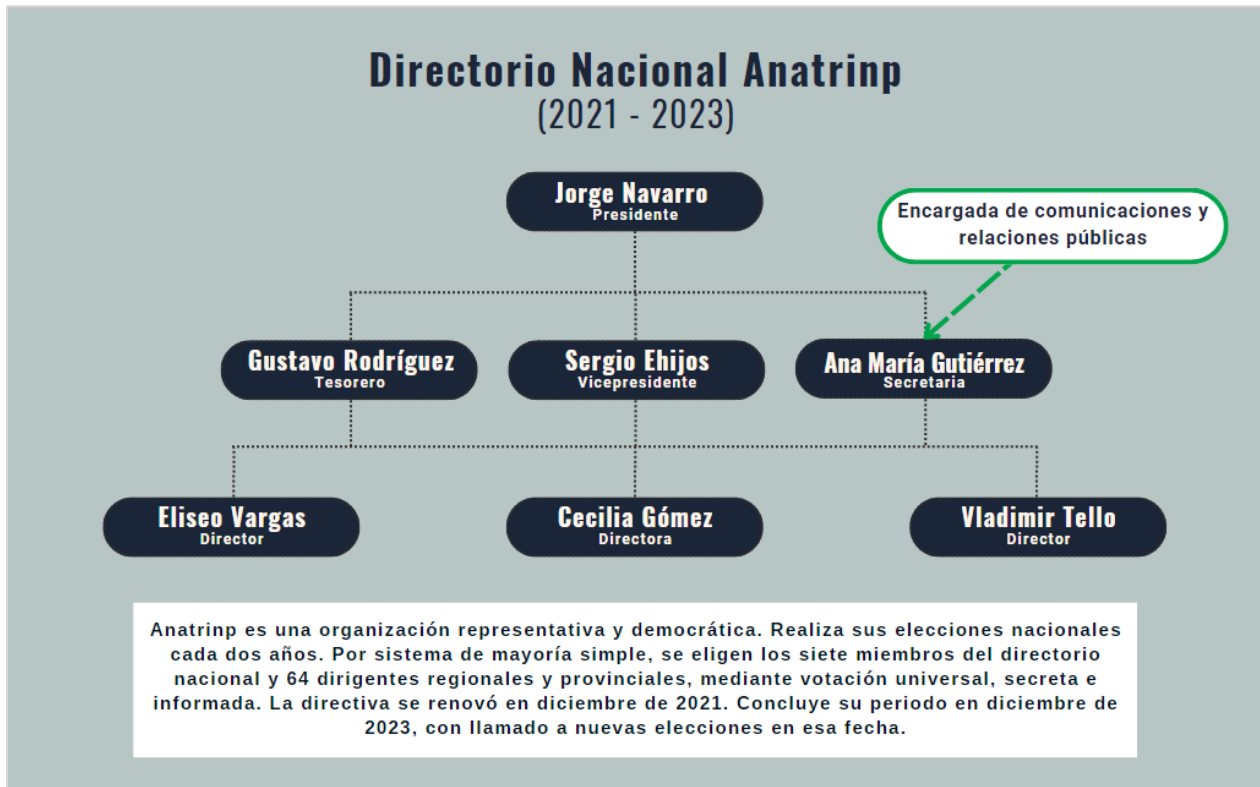 Directorio Nacional Anatrinp
(2021 - 2023)
Jorge Navarro
Presidente
Encargada de comunicaciones y
relaciones públicas
Gustavo Rodríguez
Tesorero
Sergio Ehijos
Vicepresidente
Ana María Gutiérrez
Secretaria
Eliseo Vargas
Director
Cecilia Gómez
Directora
Vladimir Tello
Director
Anatrinp es una organización representativa y democrática. Realiza sus elecciones nacionales
cada dos años. Por sistema de mayoría simple, se eligen los siete miembros del directorio
nacional y 64 dirigentes regionales y provinciales, mediante votación universal, secreta e
informada. La directiva se renovó en diciembre de 2021. Concluye su periodo en diciembre de
2023, con llamado a nuevas elecciones en esa fecha.